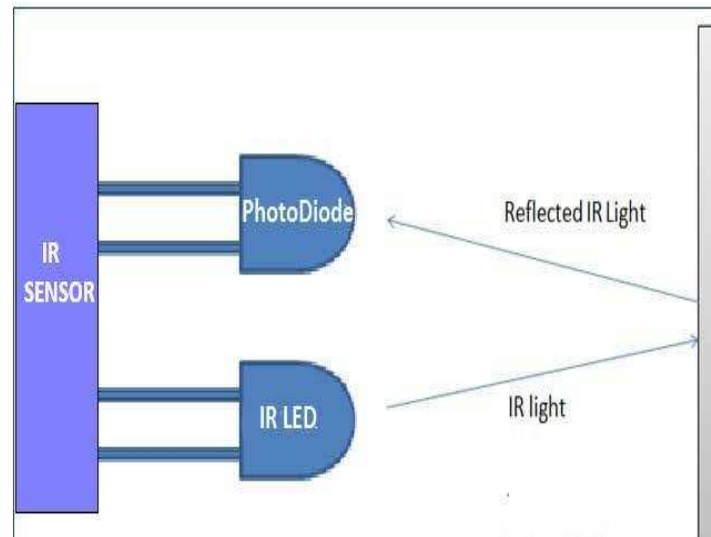 PhotoDiode
Reflected IR Light
IR
SENSOR
IR LED
IR light